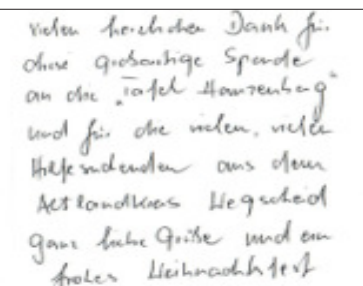 vielen herzlichen Dank für
diese großartige Spende
an die „Tafel Hauzenberg"
und für die vielen, vielen
Hilfesuchenden aus dem
Altlandkreis Wegscheid
ganz liebe Grüße und ein
frohes Weihnachtsfest